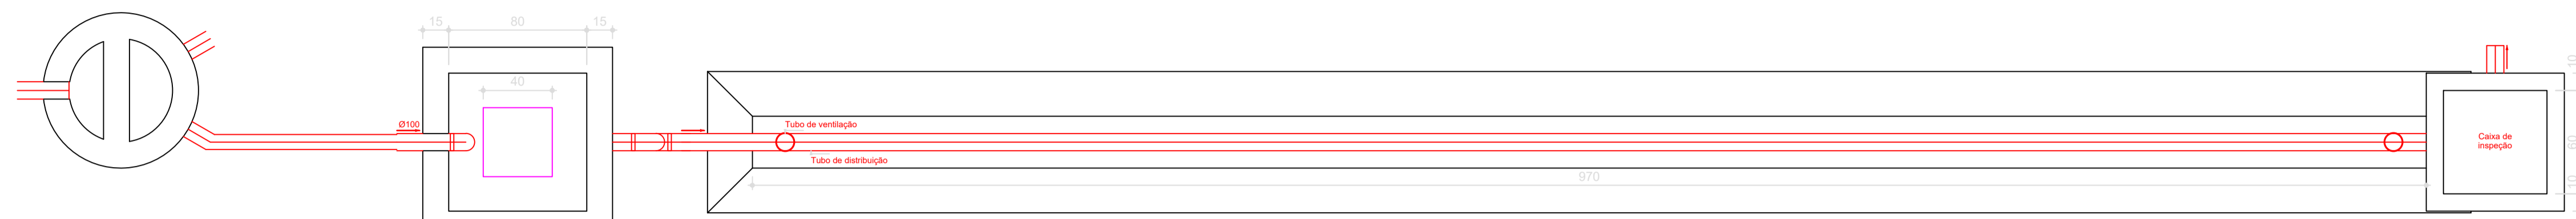 15 80 15
40
Ø100
Tubo de ventilação
Tubo de distribuição
970
Caixa de
inspeção
10
60
10